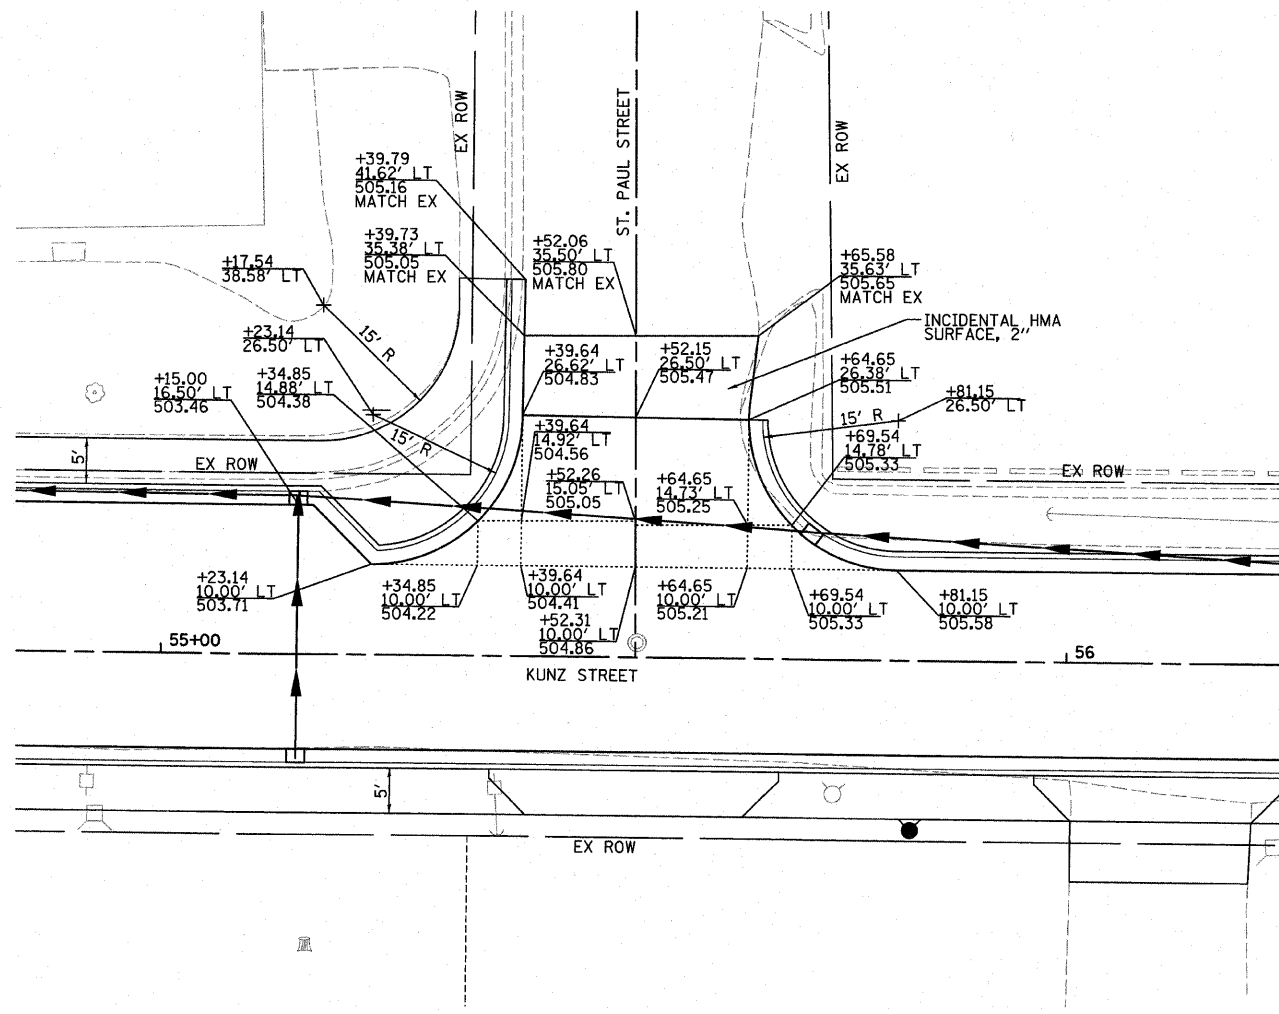 ST. PAUL STREET
EX ROW
EX ROW
+39.79
41.62' LT
505.16
MATCH EX
+39.73
35.38' LT
505.05
MATCH EX
+52.06
35.50' LT
505.80
MATCH EX
+65.58
35.63' LT
505.65
MATCH EX
+17.54
38.58' LT
15' R
INCIDENTAL HMA
SURFACE, 2"
+23.14
26.50' LT
+39.64
26.62' LT
504.83
+52.15
26.50' LT
505.47
+64.65
26.38' LT
505.51
+34.85
14.88' LT
504.38
+15.00
16.50' LT
503.46
+81.15
26.50' LT
15' R
15' R
+39.64
14.92' LT
504.56
+69.54
14.78' LT
505.33
5'
EX ROW
EX ROW
+52.26
15.05' LT
505.05
+64.65
14.73' LT
505.25
+23.14
10.00' LT
503.71
+34.85
10.00' LT
504.22
+39.64
10.00' LT
504.41
+64.65
10.00' LT
505.21
+69.54
10.00' LT
505.33
+81.15
10.00' LT
505.58
+52.31
10.00' LT
504.86
55+00
56
KUNZ STREET
5'
EX ROW